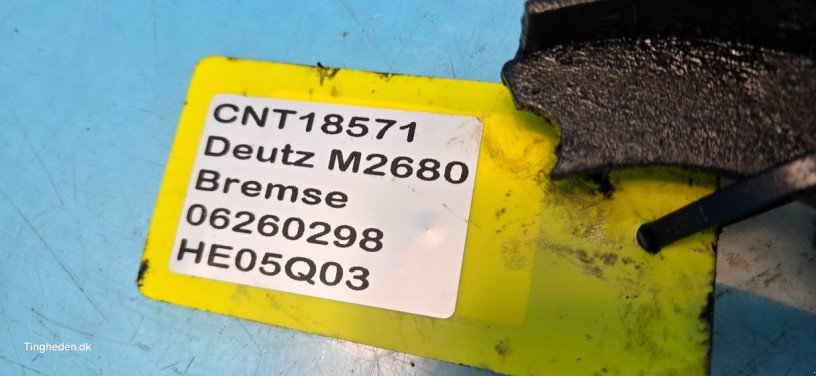 CNT18571
Deutz M2680
Bremse
06260298
HE05Q03
Tingheden.dk